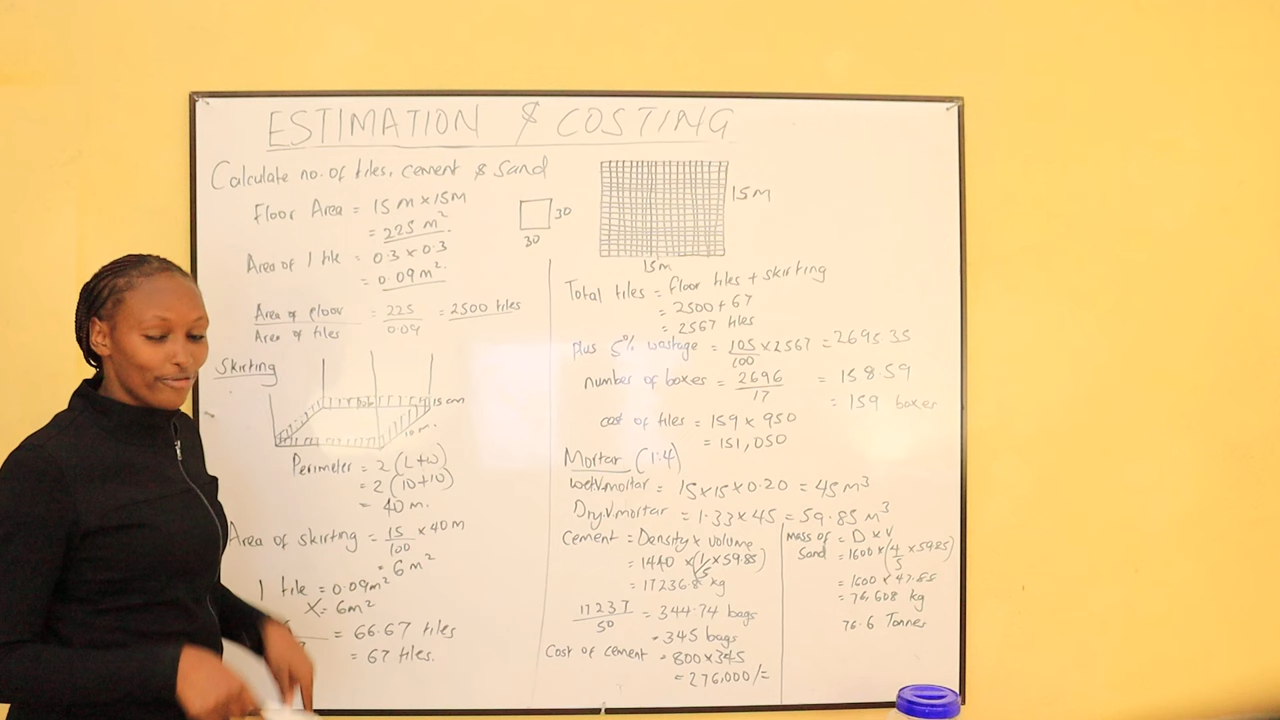 ESTIMATION & COSTING
Calculate no. of tiles, cement & sand
Floor Area = 15 m x 15M
= 225 m².
Area of 1 tile = 0.3 x 0.3
= 0.09m².
Area of floor / Area of tiles = 225 / 0.09 = 2500 tiles
30
30
15M
15m
Skirting
15 cm
10 m.
Perimeter = 2 (L+W)
= 2 (10+10)
= 40 m.
Area of skirting = 15/100 x 40 m
= 6m²
1 tile = 0.09m²
X = 6m²
= 66.67 tiles
= 67 tiles.
Total tiles = floor tiles + skirting
= 2500 + 67
= 2567 tiles
plus 5% wastage = 105/100 x 2567 = 2695.35
number of boxes = 2696/17 = 158.59
= 159 boxes
cost of tiles = 159 x 950
= 151,050
Mortar (1:4)
Wet.V.mortar = 15 x 15 x 0.20 = 45 m³
Dry.V.mortar = 1.33 x 45 = 59.85 m³
Cement = Density x volume
= 1440 x (1/5 x 59.85)
= 17236.8 kg
17237/50 = 344.74 bags
= 345 bags
Cost of cement = 800 x 345
= 276,000/=
Mass of Sand = D x V
= 1600 x (4/5 x 59.85)
= 1600 x 47.88
= 76,608 kg
76.6 Tonnes